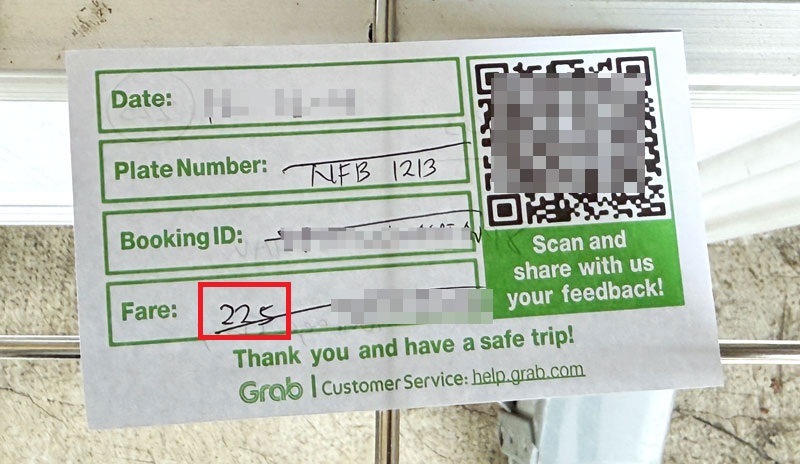 Date:
Plate Number: NFB 1213
Booking ID:
Fare: 225
Scan and
share with us
your feedback!
Thank you and have a safe trip!
Grab | Customer Service: help.grab.com